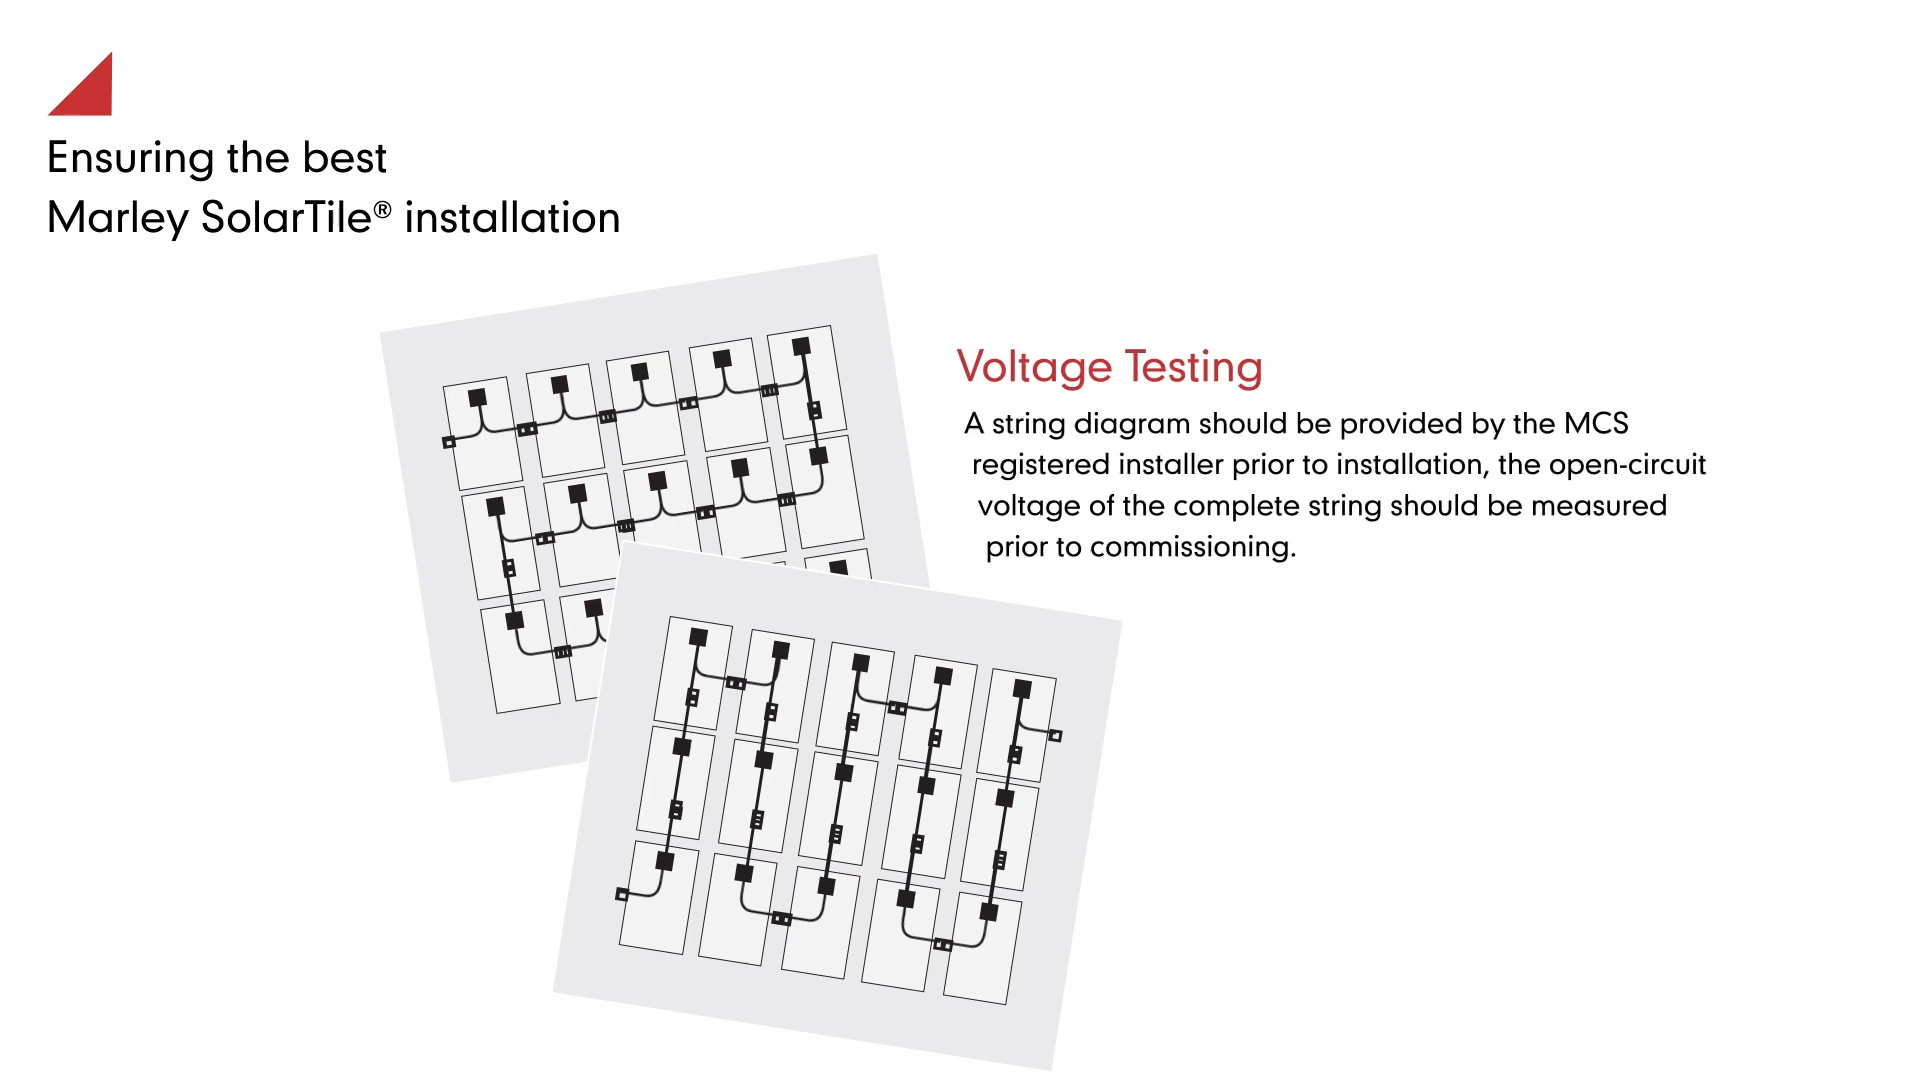 Ensuring the best
Marley SolarTile® installation
Voltage Testing
A string diagram should be provided by the MCS
registered installer prior to installation, the open-circuit
voltage of the complete string should be measured
prior to commissioning.